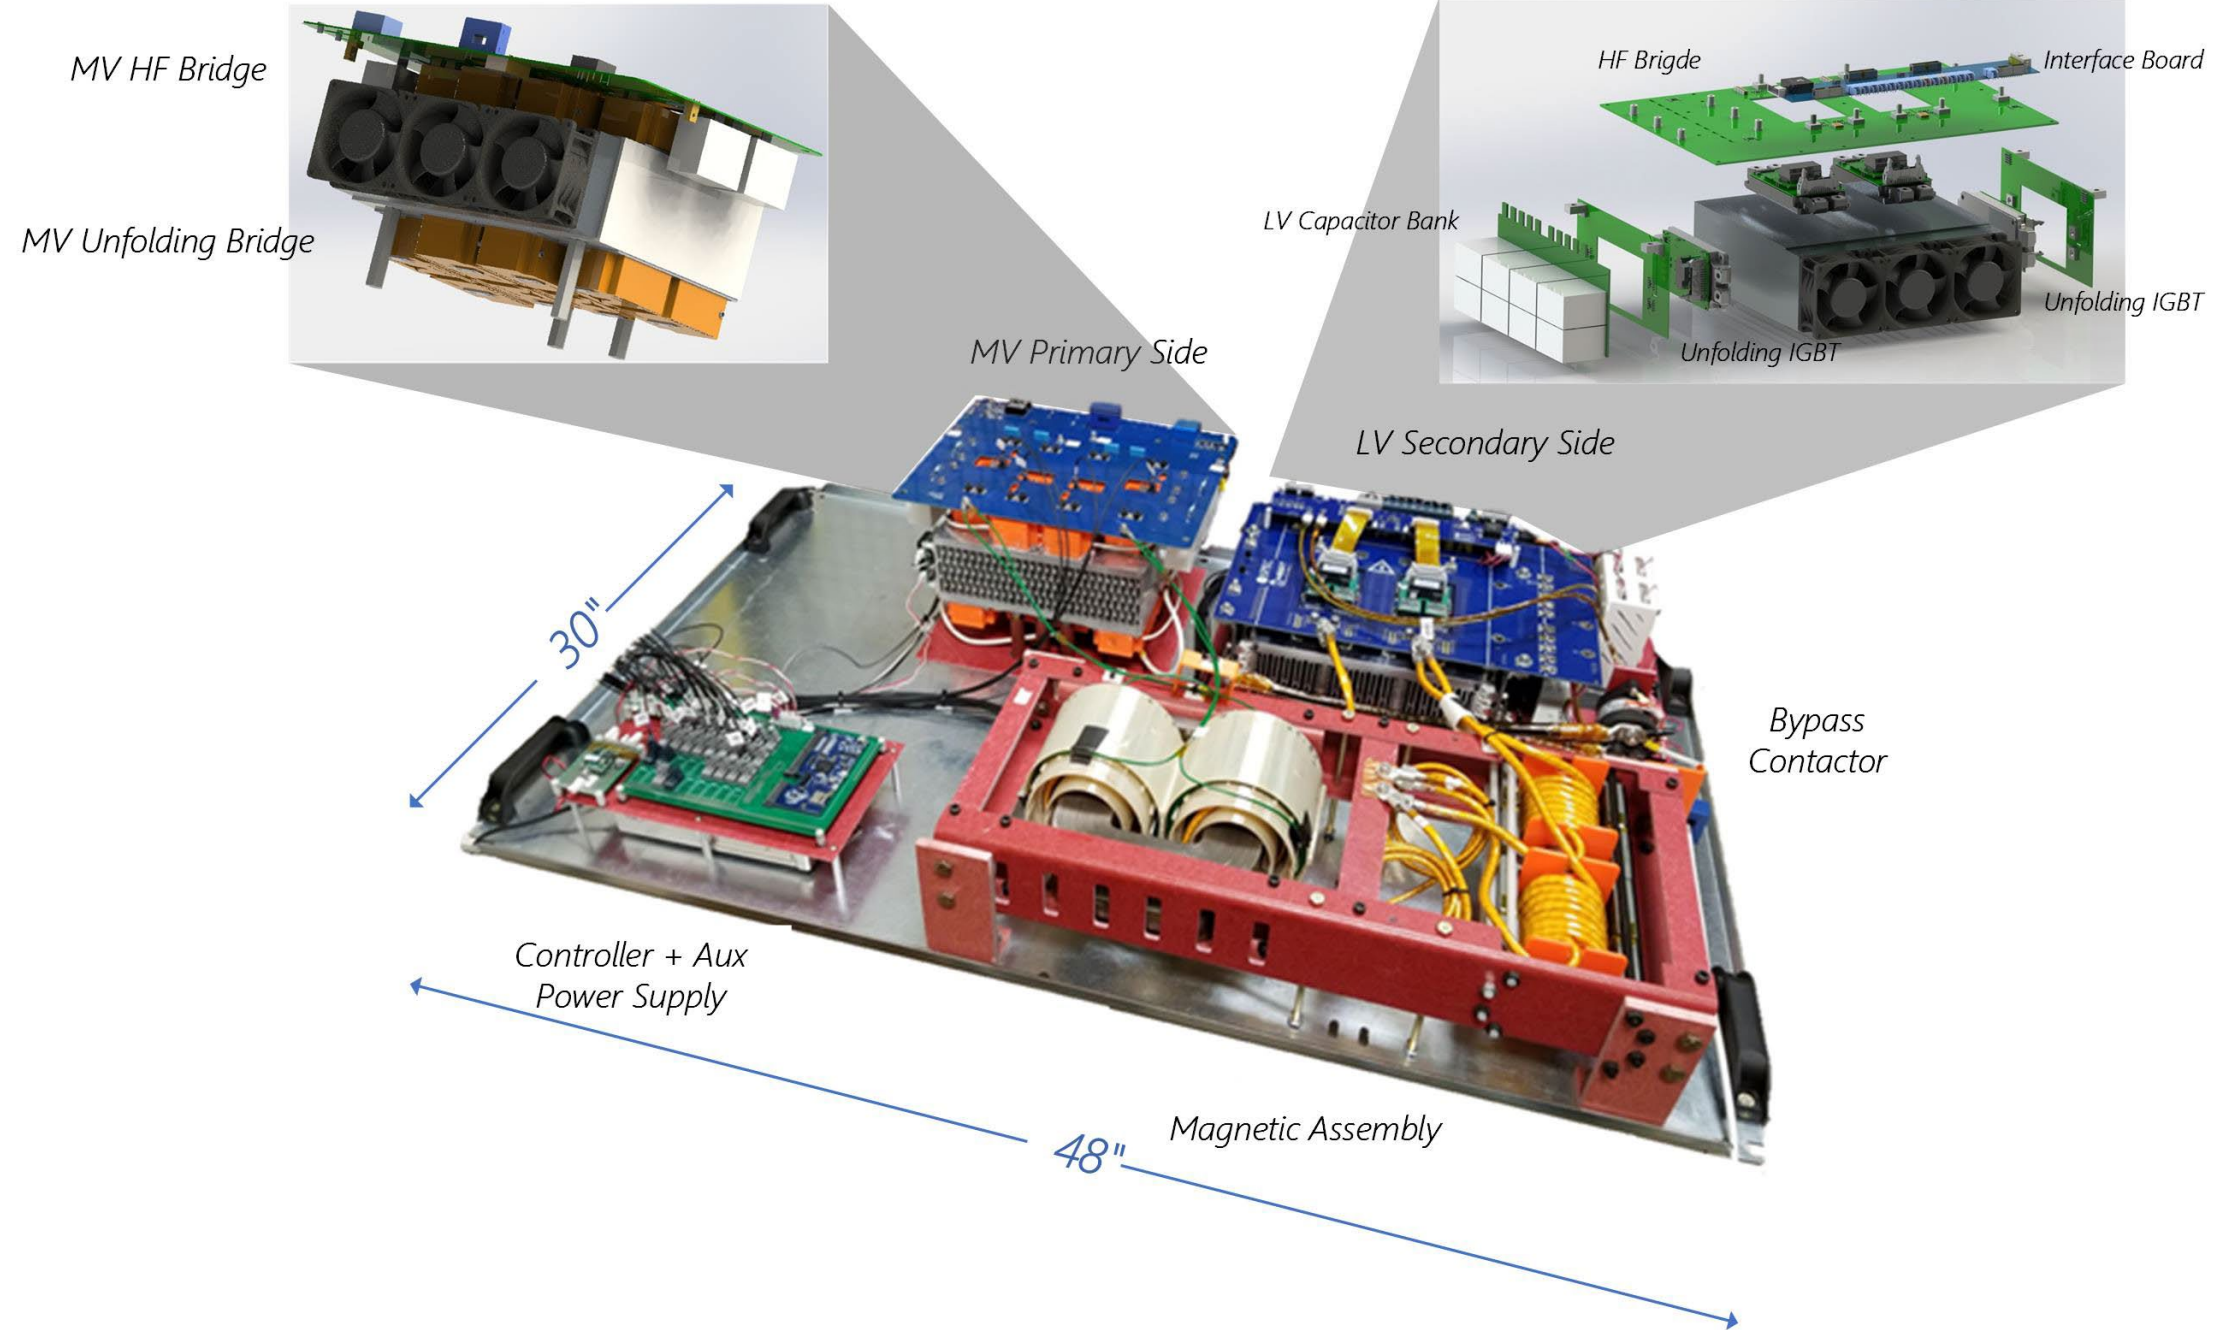 MV HF Bridge
MV Unfolding Bridge
HF Brigde
Interface Board
LV Capacitor Bank
Unfolding IGBT
Unfolding IGBT
MV Primary Side
LV Secondary Side
30"
Bypass
Contactor
Controller + Aux
Power Supply
Magnetic Assembly
48"